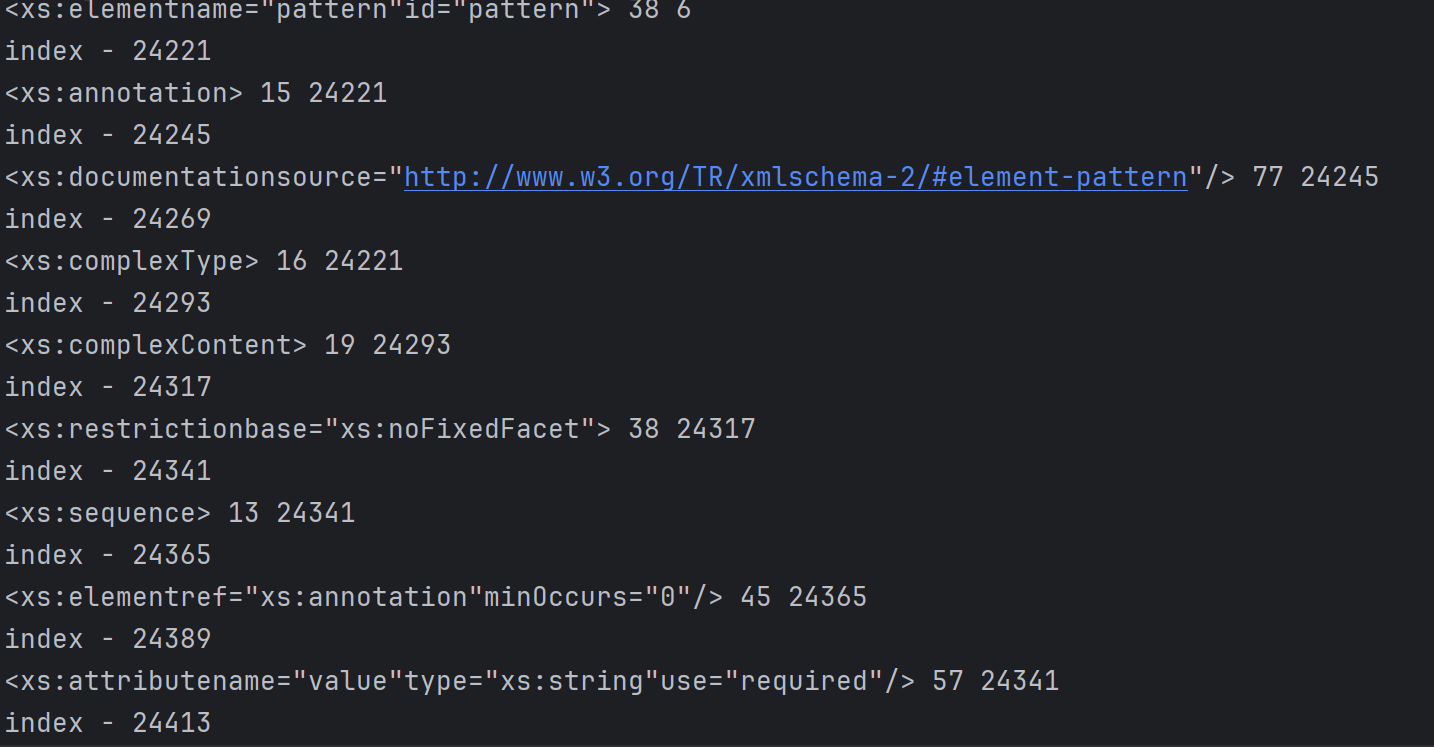 <xs:elementname="pattern"id="pattern"> 38 6
index - 24221
<xs:annotation> 15 24221
index - 24245
<xs:documentationsource="http://www.w3.org/TR/xmlschema-2/#element-pattern"/> 77 24245
index - 24269
<xs:complexType> 16 24221
index - 24293
<xs:complexContent> 19 24293
index - 24317
<xs:restrictionbase="xs:noFixedFacet"> 38 24317
index - 24341
<xs:sequence> 13 24341
index - 24365
<xs:elementref="xs:annotation"minOccurs="0"/> 45 24365
index - 24389
<xs:attributename="value"type="xs:string"use="required"/> 57 24341
index - 24413